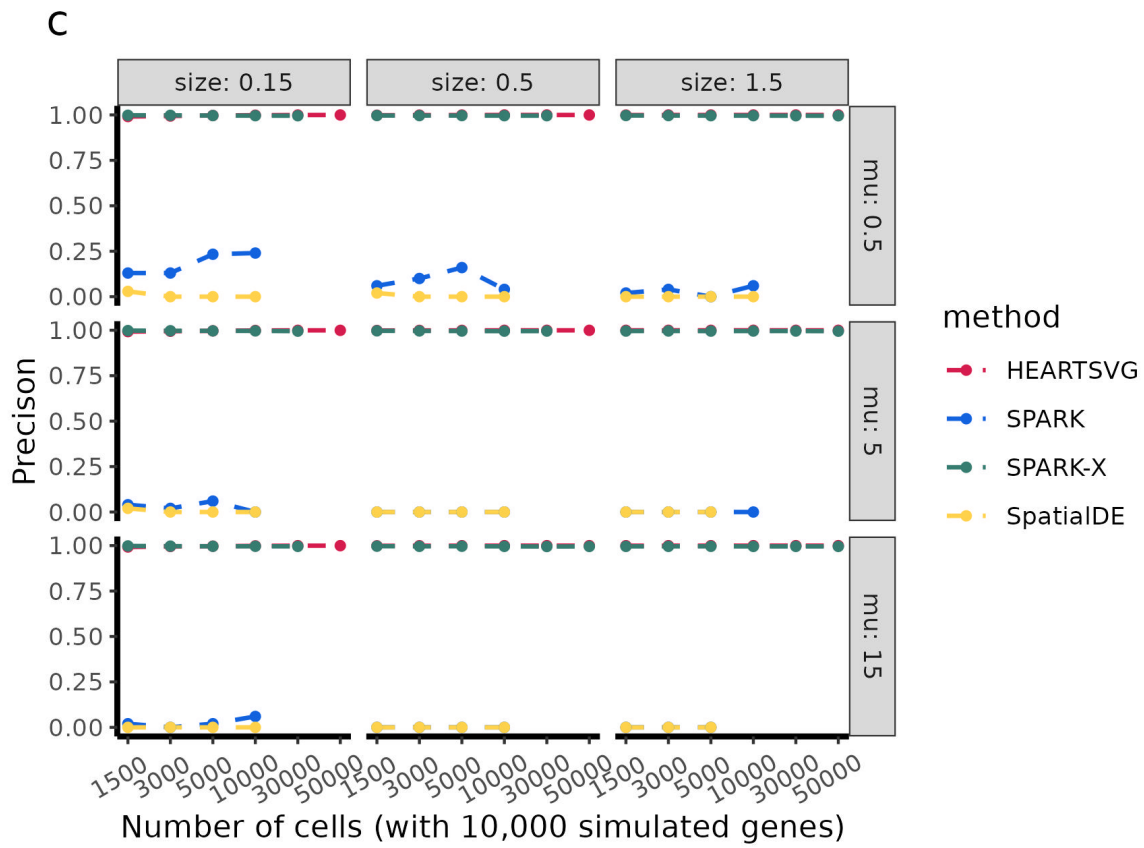 C
size: 0.15 size: 0.5 size: 1.5
1.00
0.75
0.50
0.25
0.00
mu: 0.5
1.00
0.75
0.50
0.25
0.00
mu: 5
1.00
0.75
0.50
0.25
0.00
mu: 15
Precison
1500 3000 5000 10000 30000 50000 1500 3000 5000 10000 30000 50000 1500 3000 5000 10000 30000 50000
Number of cells (with 10,000 simulated genes)
method
HEARTSVG
SPARK
SPARK-X
SpatialDE